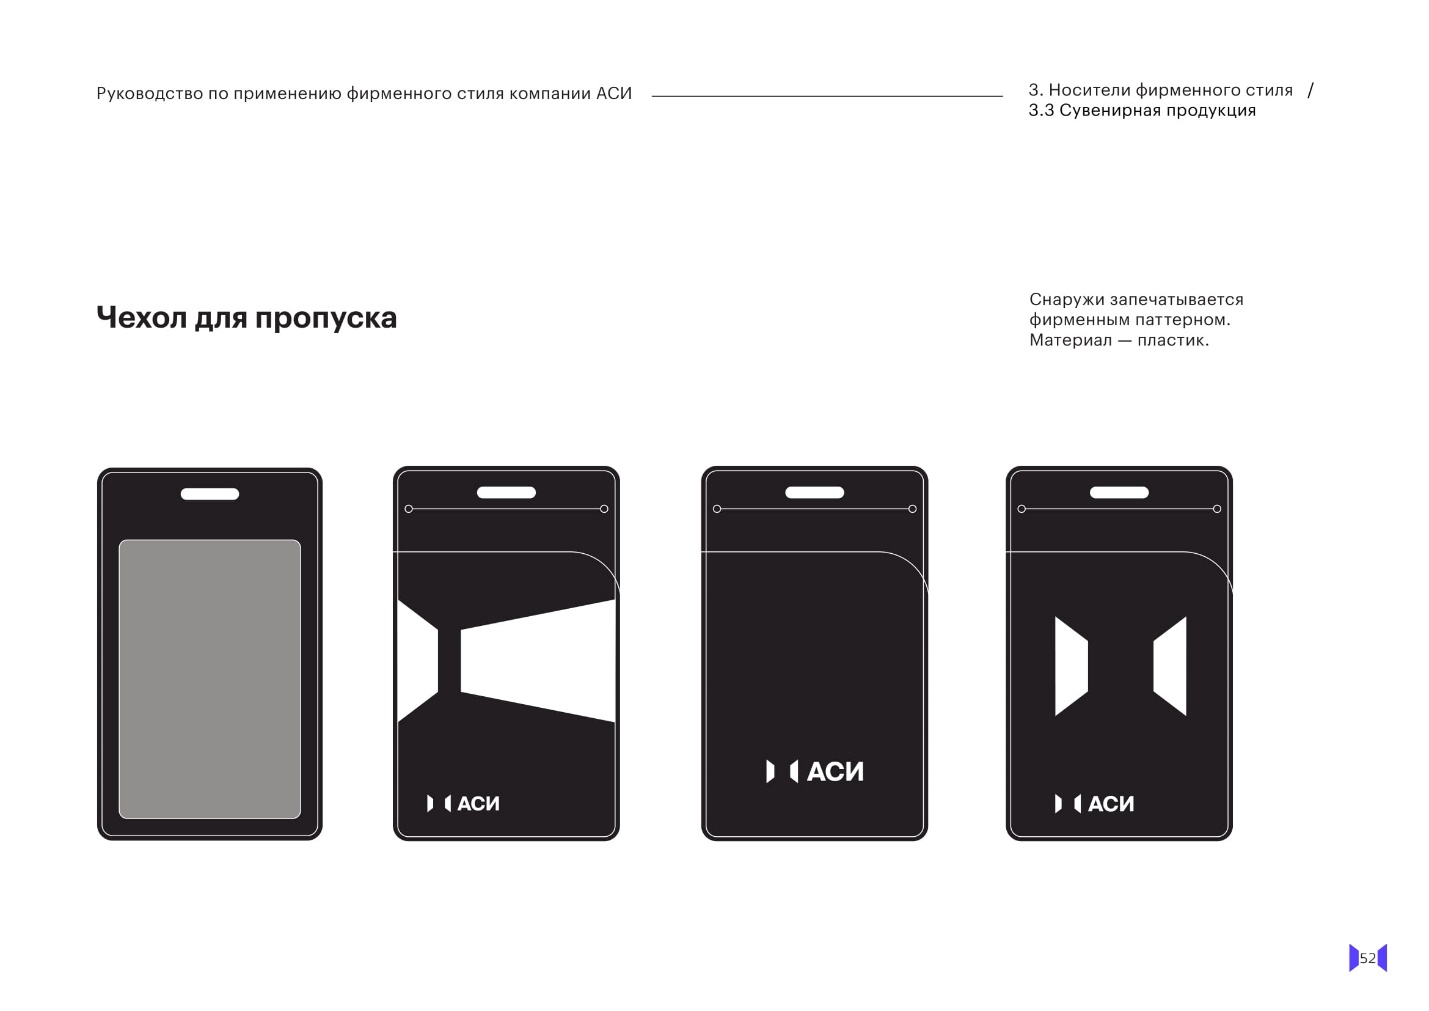 Руководство по применению фирменного стиля компании АСИ
3. Носители фирменного стиля /
3.3 Сувенирная продукция
Чехол для пропуска
Снаружи запечатывается
фирменным паттерном.
Материал — пластик.
АСИ
АСИ
АСИ
52